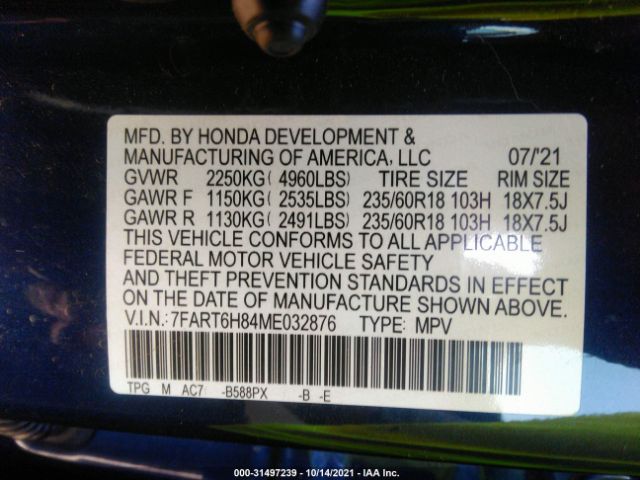 MFD. BY HONDA DEVELOPMENT &
MANUFACTURING OF AMERICA, LLC 07/'21
GVWR 2250KG(4960LBS) TIRE SIZE RIM SIZE
GAWR F 1150KG(2535LBS) 235/60R18 103H 18X7.5J
GAWR R 1130KG(2491LBS) 235/60R18 103H 18X7.5J
THIS VEHICLE CONFORMS TO ALL APPLICABLE
FEDERAL MOTOR VEHICLE SAFETY
AND THEFT PREVENTION STANDARDS IN EFFECT
ON THE DATE OF MANUFACTURE SHOWN ABOVE.
V.I.N.:7FART6H84ME032876 TYPE: MPV
TPG M AC7 -B588PX -B -E
000-31497239 - 10/14/2021 - IAA Inc.